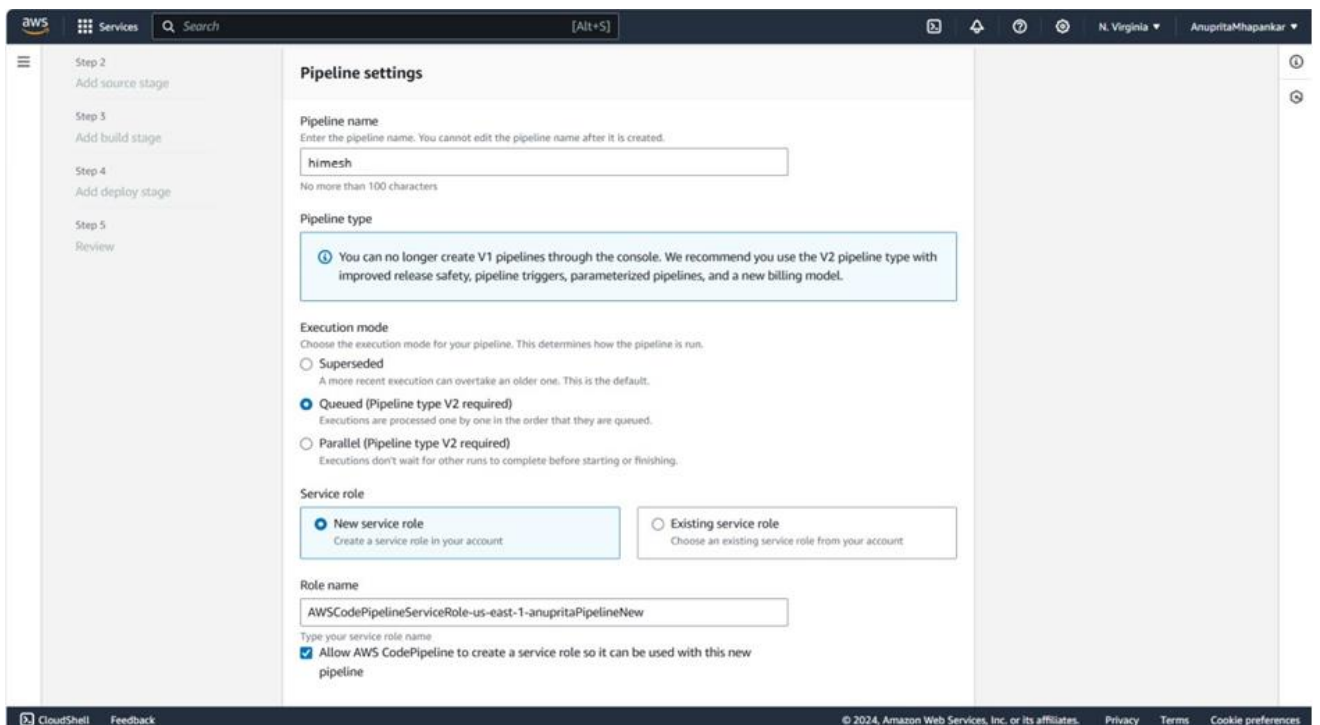 aws
Services
Search
[Alt+S]
N. Virginia
AnupritaMhapankar
Step 2
Add source stage
Step 3
Add build stage
Step 4
Add deploy stage
Step 5
Review
Pipeline settings
Pipeline name
Enter the pipeline name. You cannot edit the pipeline name after it is created.
himesh
No more than 100 characters
Pipeline type
You can no longer create V1 pipelines through the console. We recommend you use the V2 pipeline type with
improved release safety, pipeline triggers, parameterized pipelines, and a new billing model.
Execution mode
Choose the execution mode for your pipeline. This determines how the pipeline is run.
Superseded
A more recent execution can overtake an older one. This is the default.
Queued (Pipeline type V2 required)
Executions are processed one by one in the order that they are queued.
Parallel (Pipeline type V2 required)
Executions don't wait for other runs to complete before starting or finishing.
Service role
New service role
Create a service role in your account
Existing service role
Choose an existing service role from your account
Role name
AWSCodePipelineServiceRole-us-east-1-anupritaPipelineNew
Type your service role name
Allow AWS CodePipeline to create a service role so it can be used with this new
pipeline
CloudShell
Feedback
© 2024, Amazon Web Services, Inc. or its affiliates.
Privacy
Terms
Cookie preferences